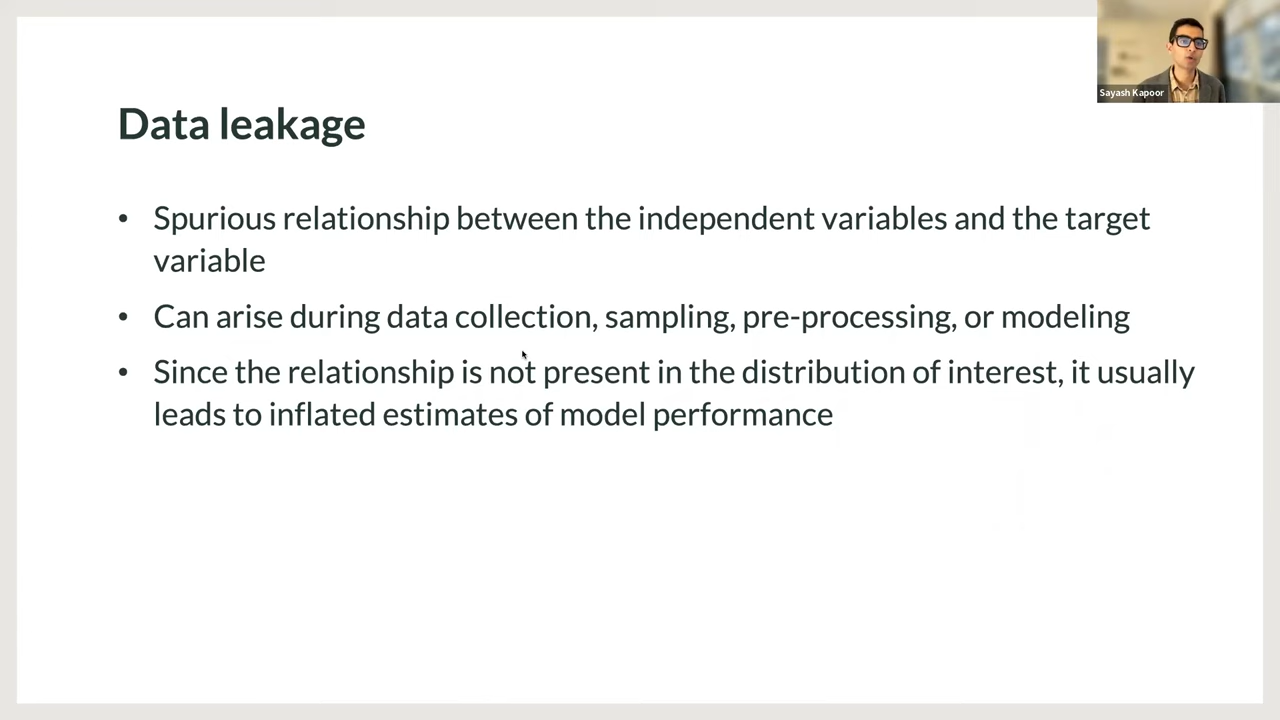 Sayash Kapoor
Data leakage
• Spurious relationship between the independent variables and the target
variable
• Can arise during data collection, sampling, pre-processing, or modeling
• Since the relationship is not present in the distribution of interest, it usually
leads to inflated estimates of model performance